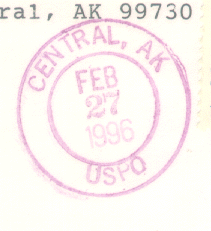 ral, AK 99730
CENTRAL, AK
FEB
27
1996
USPO